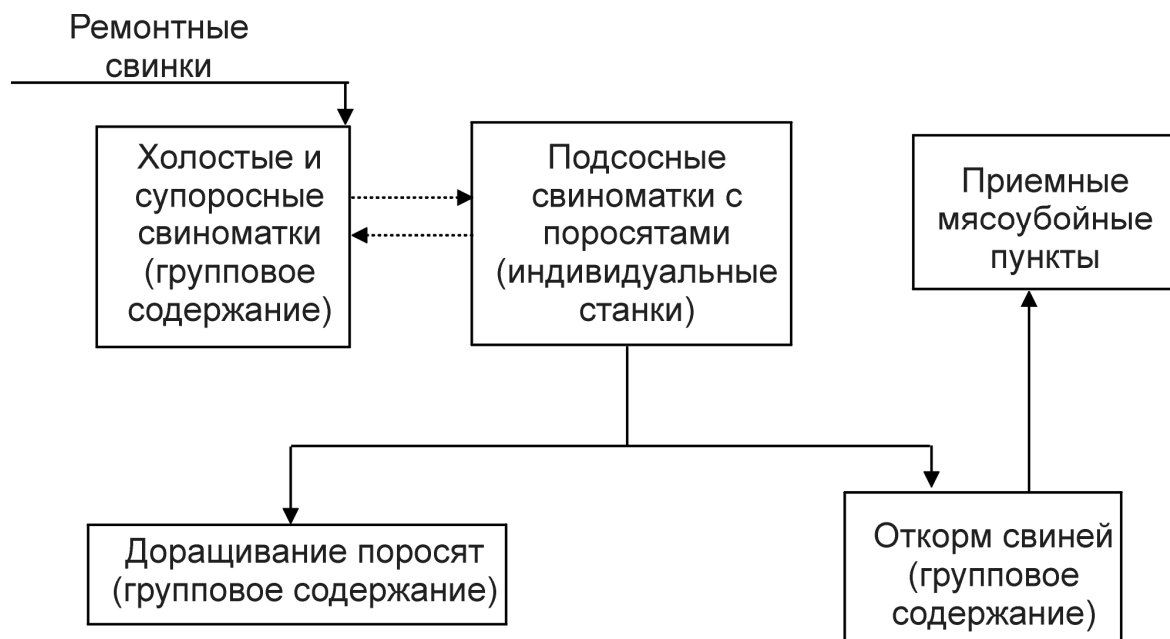 Ремонтные
свинки
Холостые и
супоросные
свиноматки
(групповое
содержание)
Подсосные
свиноматки с
поросятами
(индивидуальные
станки)
Приемные
мясоубойные
пункты
Доращивание поросят
(групповое содержание)
Откорм свиней
(групповое
содержание)